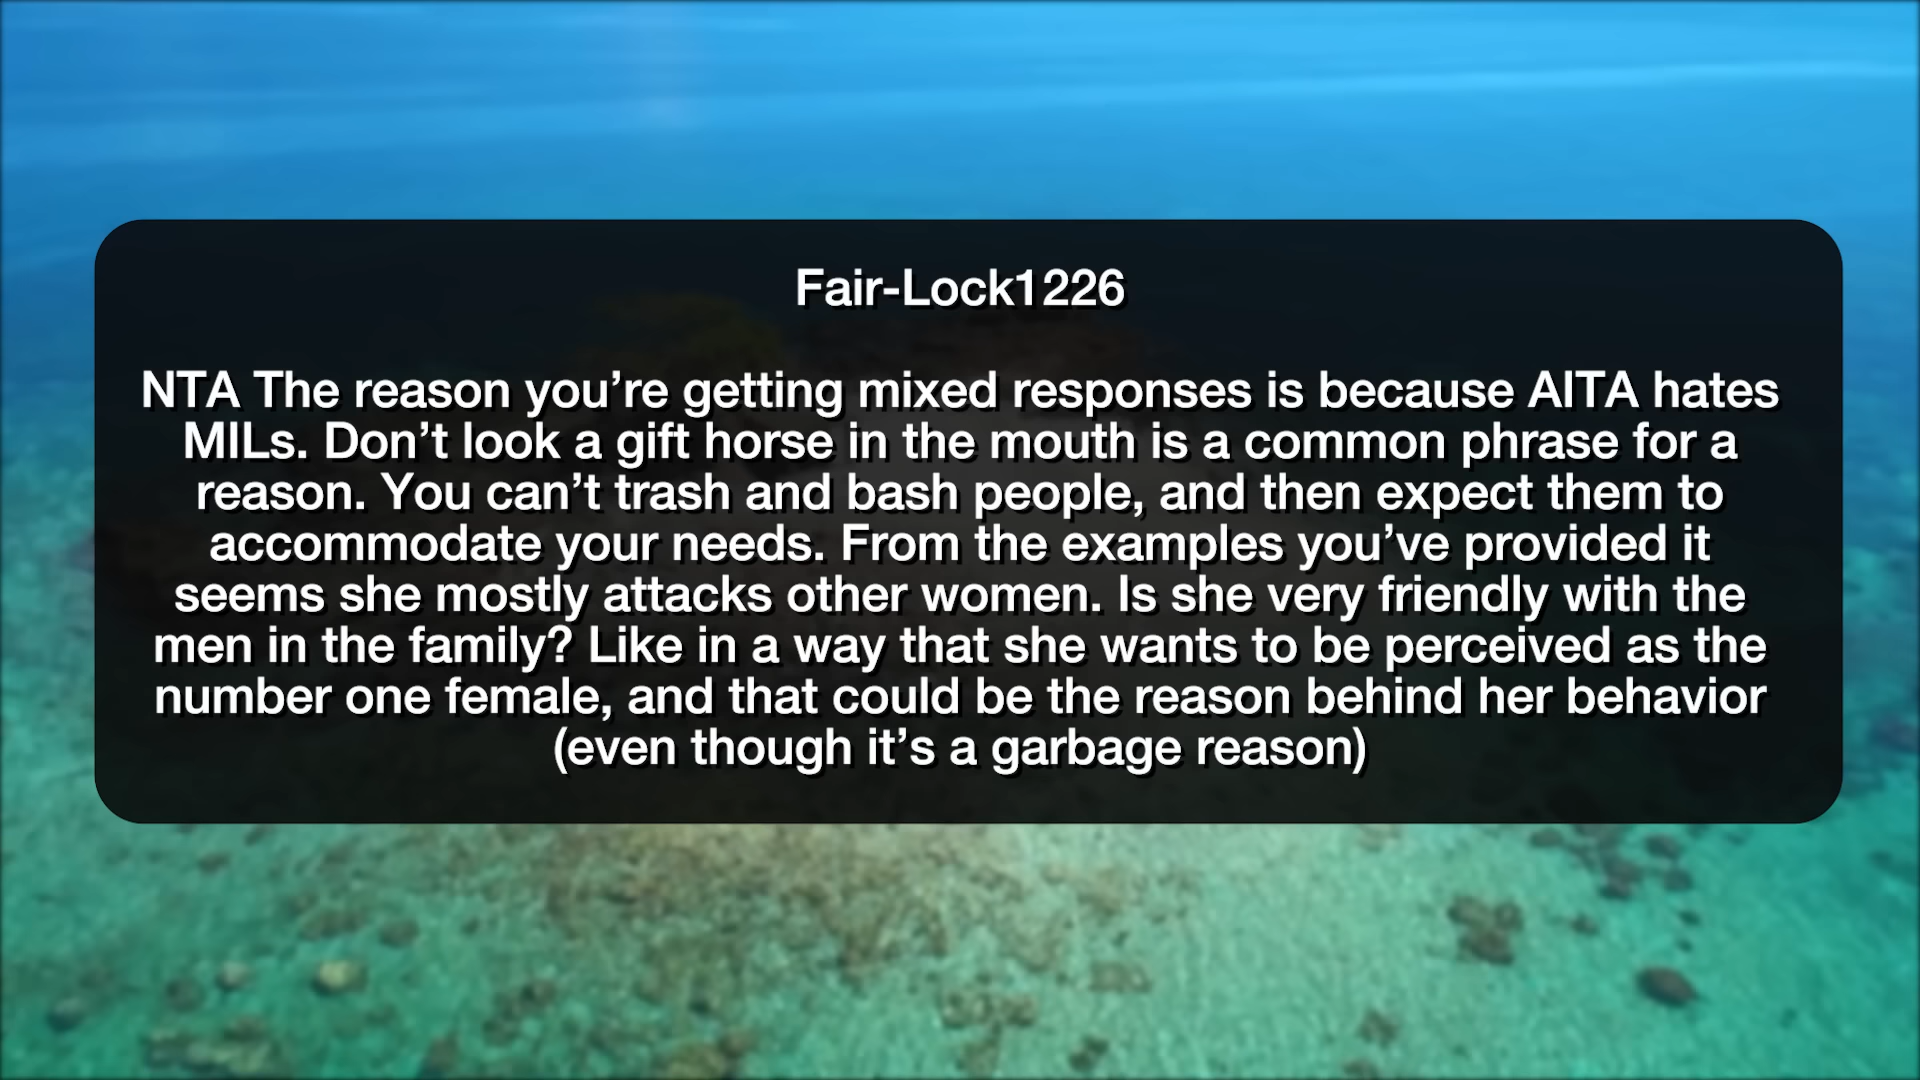 Fair-Lock1226
NTA The reason you’re getting mixed responses is because AITA hates
MILs. Don’t look a gift horse in the mouth is a common phrase for a
reason. You can’t trash and bash people, and then expect them to
accommodate your needs. From the examples you’ve provided it
seems she mostly attacks other women. Is she very friendly with the
men in the family? Like in a way that she wants to be perceived as the
number one female, and that could be the reason behind her behavior
(even though it’s a garbage reason)